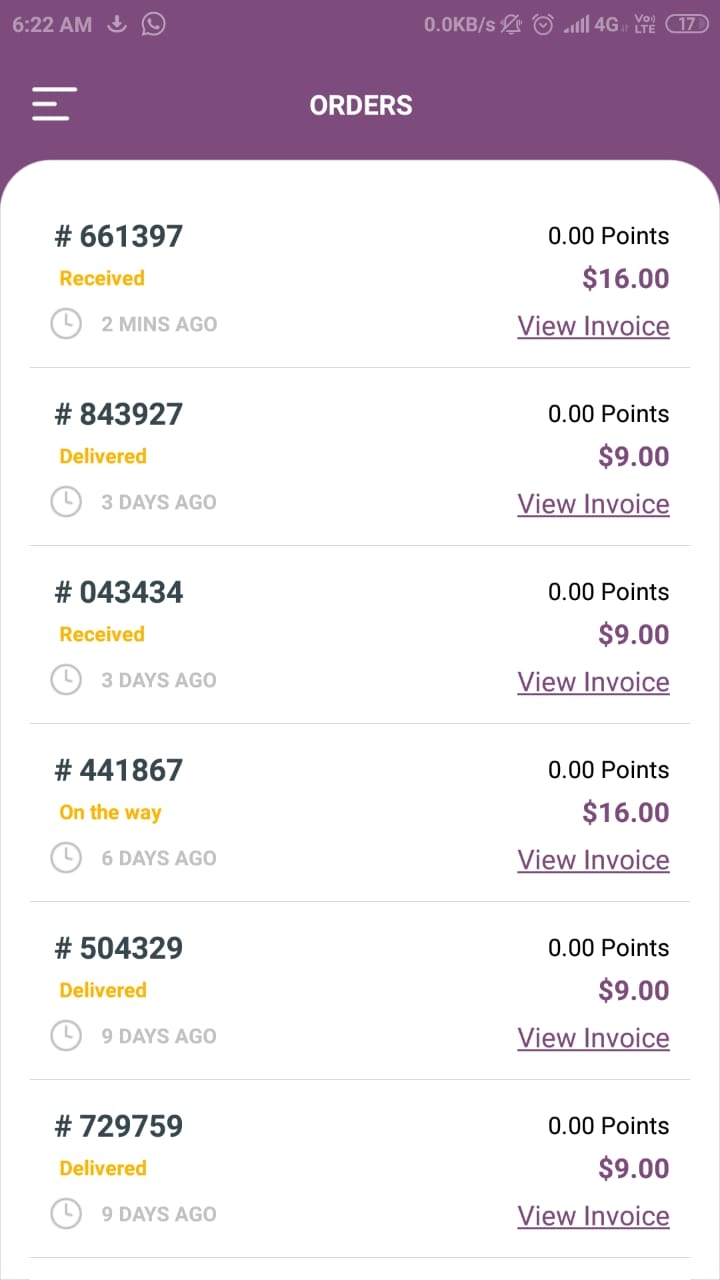 6:22 AM 0.0KB/s 4G Vo) LTE 17
ORDERS
# 661397 0.00 Points
Received $16.00
2 MINS AGO View Invoice
# 843927 0.00 Points
Delivered $9.00
3 DAYS AGO View Invoice
# 043434 0.00 Points
Received $9.00
3 DAYS AGO View Invoice
# 441867 0.00 Points
On the way $16.00
6 DAYS AGO View Invoice
# 504329 0.00 Points
Delivered $9.00
9 DAYS AGO View Invoice
# 729759 0.00 Points
Delivered $9.00
9 DAYS AGO View Invoice